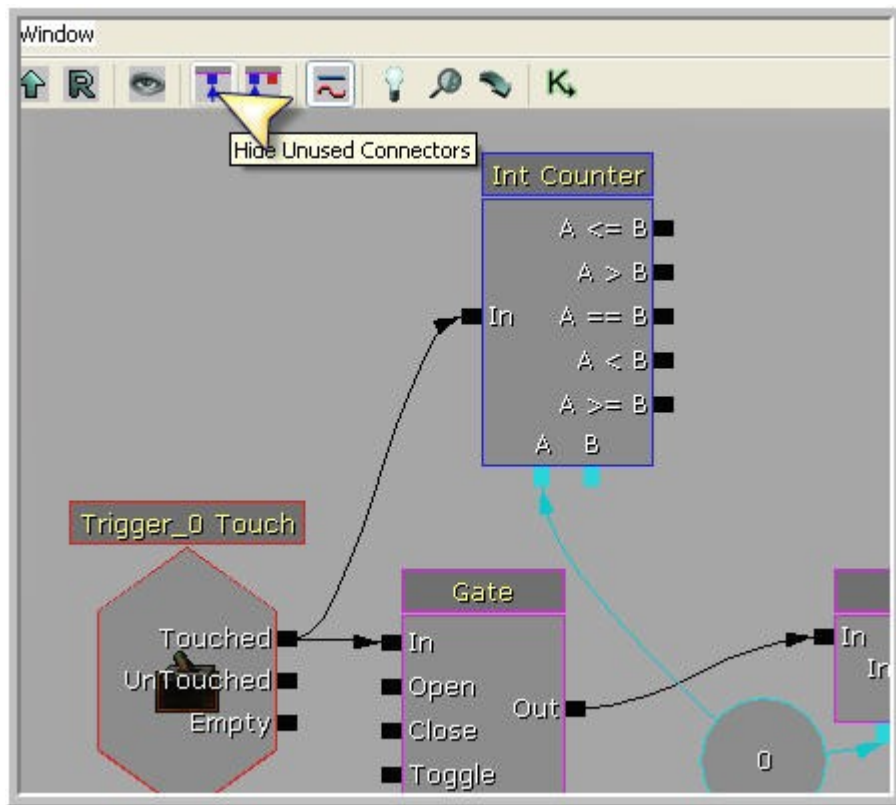 Window
R
K
Hide Unused Connectors
Int Counter
A <= B
A > B
In A == B
A < B
A >= B
A B
Trigger_0 Touch
Touched
UnTouched
Empty
Gate
In
Open
Out
Close
Toggle
In
In
0